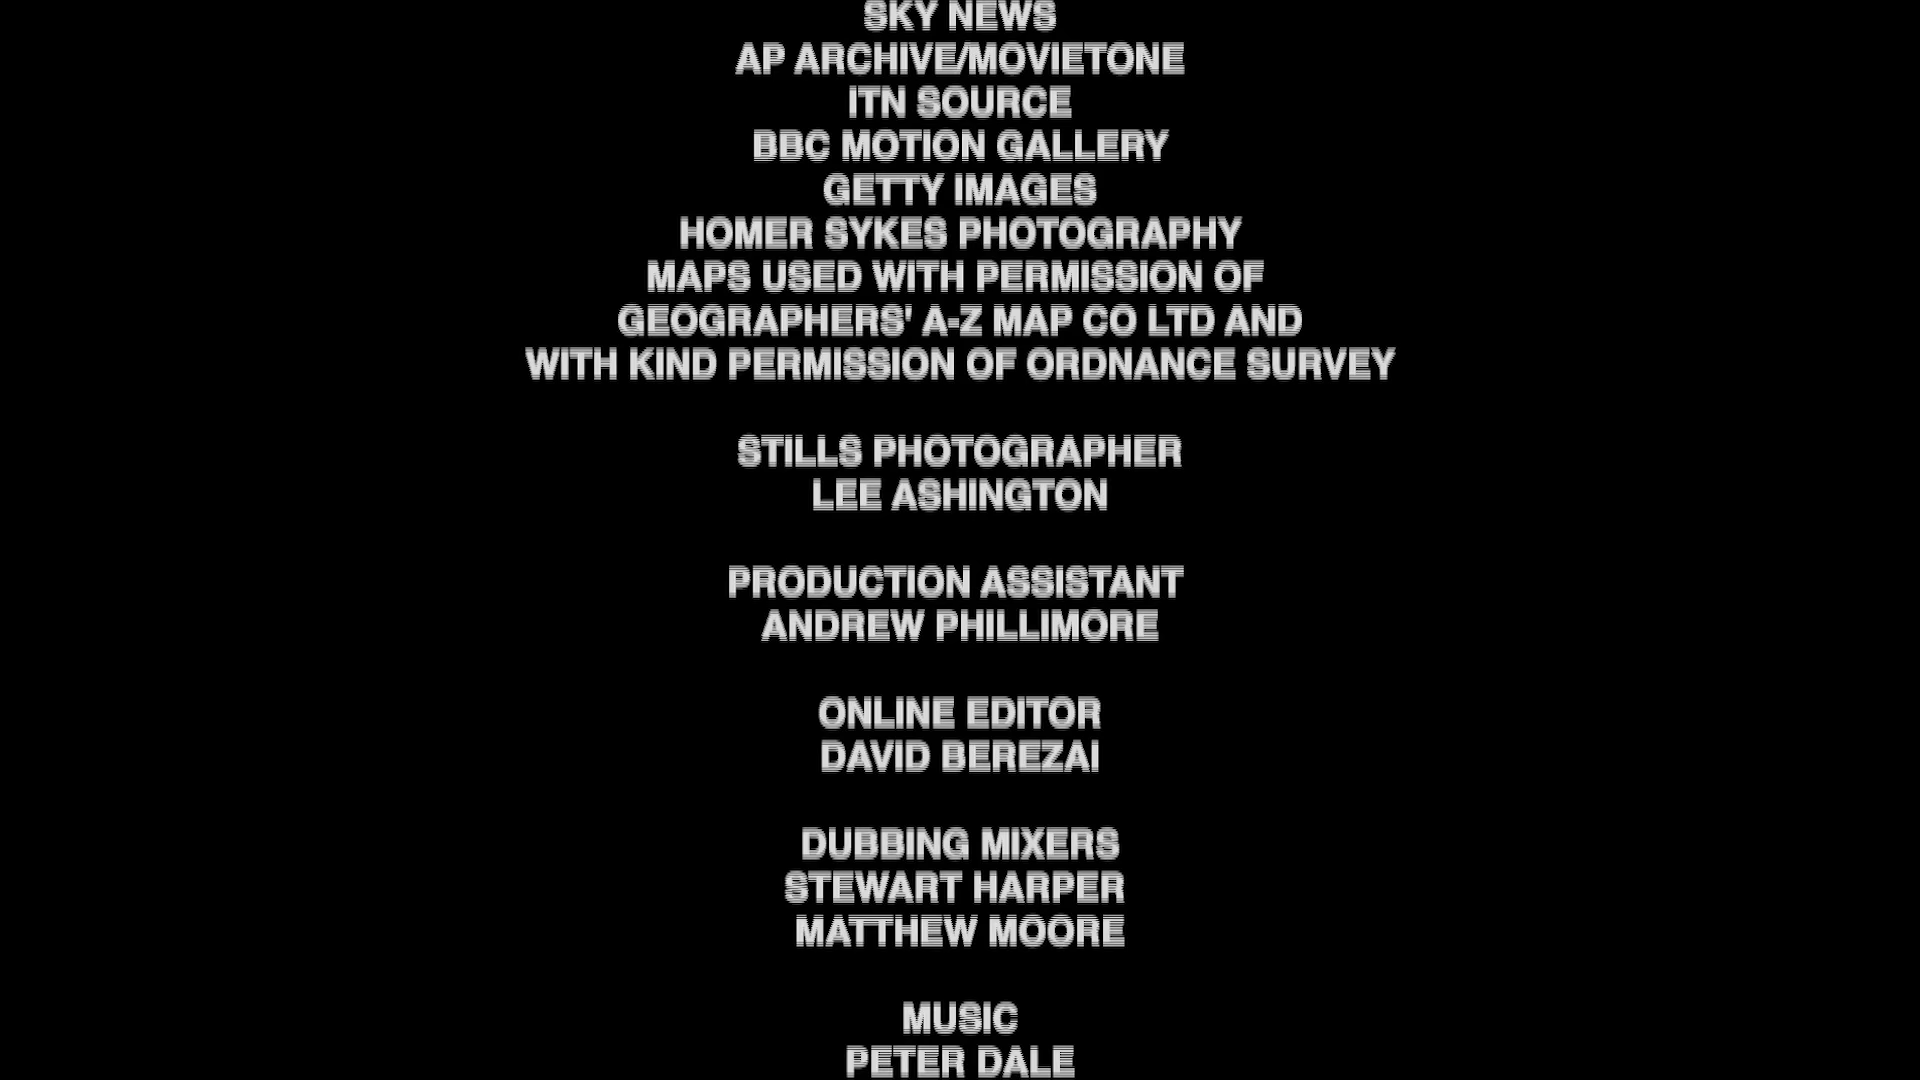 SKY NEWS
AP ARCHIVE/MOVIETONE
ITN SOURCE
BBC MOTION GALLERY
GETTY IMAGES
HOMER SYKES PHOTOGRAPHY
MAPS USED WITH PERMISSION OF
GEOGRAPHERS' A-Z MAP CO LTD AND
WITH KIND PERMISSION OF ORDNANCE SURVEY
STILLS PHOTOGRAPHER
LEE ASHINGTON
PRODUCTION ASSISTANT
ANDREW PHILLIMORE
ONLINE EDITOR
DAVID BEREZAI
DUBBING MIXERS
STEWART HARPER
MATTHEW MOORE
MUSIC
PETER DALE